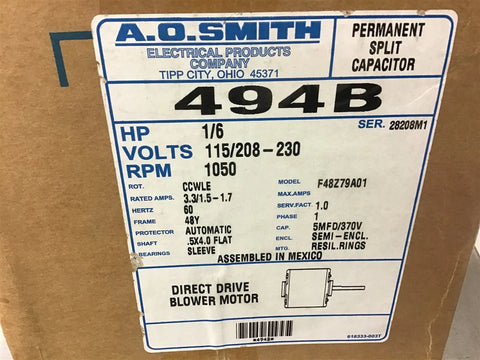 A.O.SMITH
ELECTRICAL PRODUCTS
COMPANY
TIPP CITY, OHIO 45371
PERMANENT
SPLIT
CAPACITOR
494B
SER. 28208M1
HP 1/6
VOLTS 115/208-230
RPM 1050
ROT. CCWLE
MODEL F48Z79A01
RATED AMPS. 3.3/1.5-1.7
MAX.AMPS
HERTZ 60
SERV.FACT 1.0
FRAME 48Y
PHASE 1
PROTECTOR AUTOMATIC
CAP. 5MFD/370V
SHAFT .5X4.0 FLAT
ENCL. SEMI-ENCL.
BEARINGS SLEEVE
MTG. RESIL.RINGS
ASSEMBLED IN MEXICO
DIRECT DRIVE
BLOWER MOTOR
*494B*
616333-003T